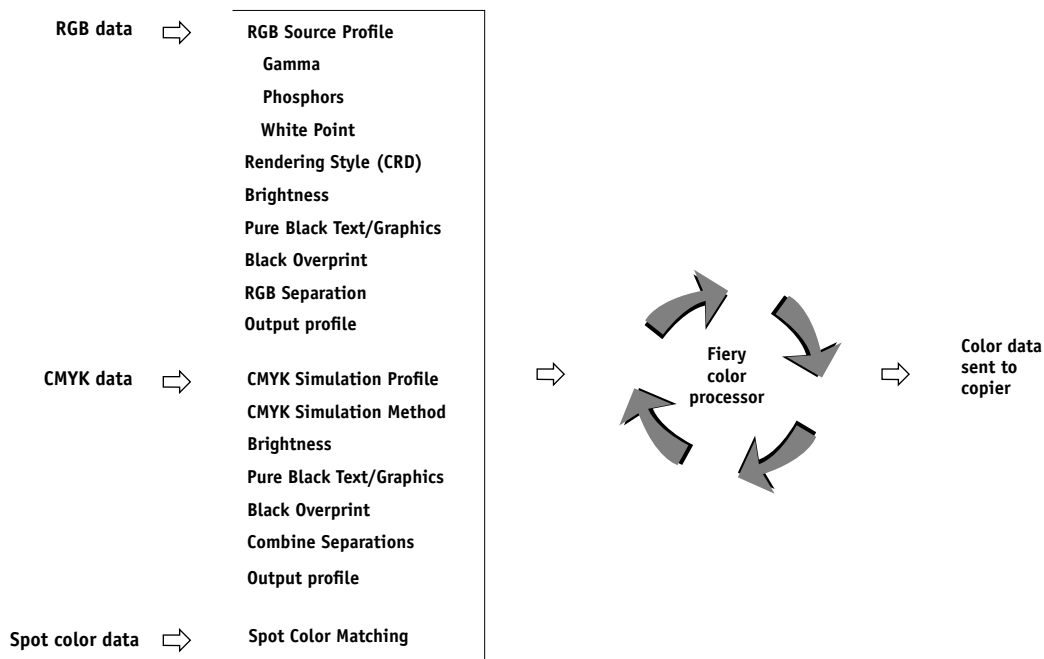 RGB data
RGB Source Profile
Gamma
Phosphors
White Point
Rendering Style (CRD)
Brightness
Pure Black Text/Graphics
Black Overprint
RGB Separation
Output profile
CMYK data
CMYK Simulation Profile
CMYK Simulation Method
Brightness
Pure Black Text/Graphics
Black Overprint
Combine Separations
Output profile
Spot color data
Spot Color Matching
Fiery
color
processor
Color data
sent to
copier